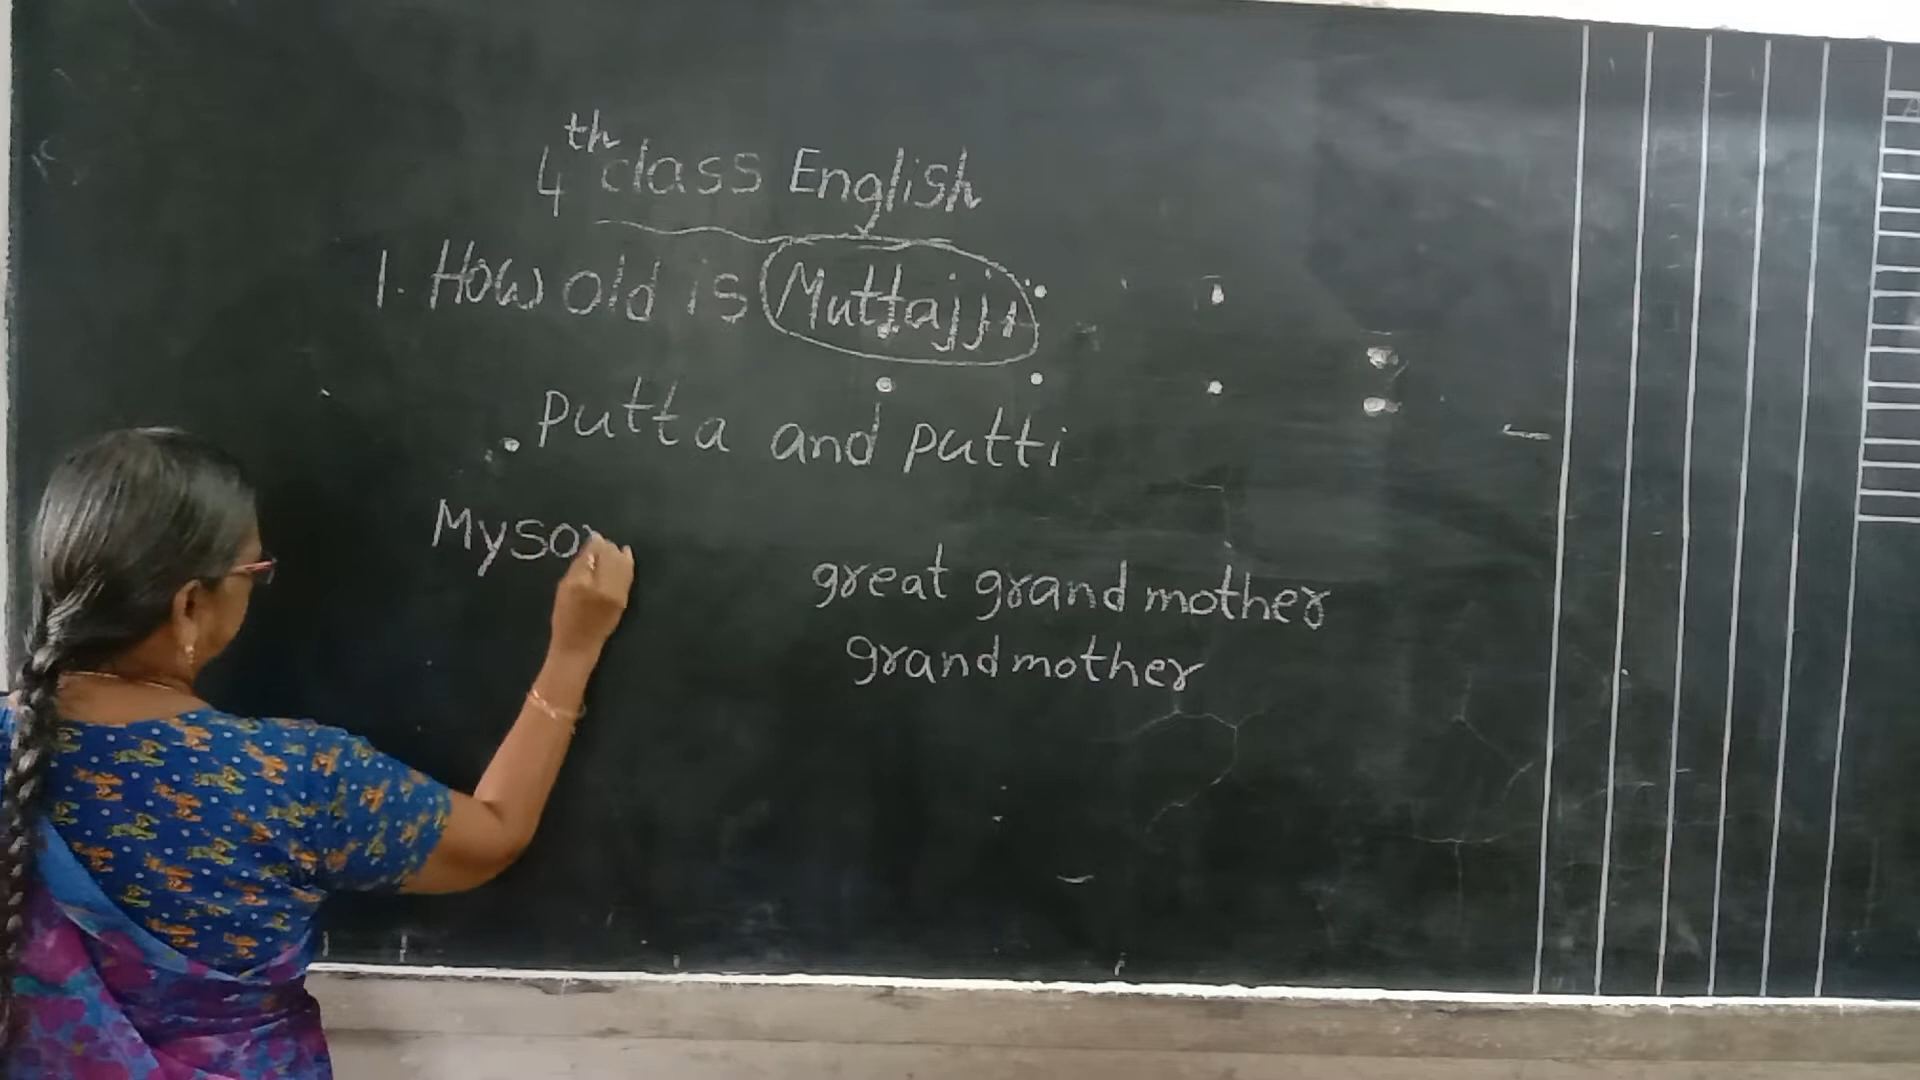 4th class English
1. How old is Muttajji
putta and putti
Myso
great grand mother
grandmother